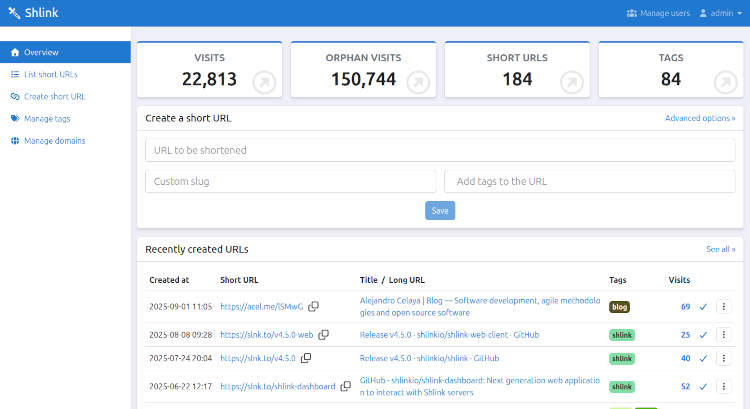 Shlink
Manage users admin
Overview
List short URLs
Create short URL
Manage tags
Manage domains
VISITS
22,813
ORPHAN VISITS
150,744
SHORT URLS
184
TAGS
84
Create a short URL
Advanced options »
URL to be shortened
Custom slug
Add tags to the URL
Save
Recently created URLs
See all »
Created at Short URL Title / Long URL Tags Visits
2025-09-01 11:05 https://acel.me/lSMwG Alejandro Celaya | Blog — Software development, agile methodolo
gies and open source software blog 69
2025-08-08 09:28 https://slnk.to/v4.5.0-web Release v4.5.0 · shlinkio/shlink-web-client · GitHub shlink 25
2025-07-24 20:04 https://slnk.to/v4.5.0 Release v4.5.0 · shlinkio/shlink · GitHub shlink 40
2025-06-22 12:17 https://slnk.to/shlink-dashboard GitHub - shlinkio/shlink-dashboard: Next generation web applicatio
n to interact with Shlink servers shlink 52